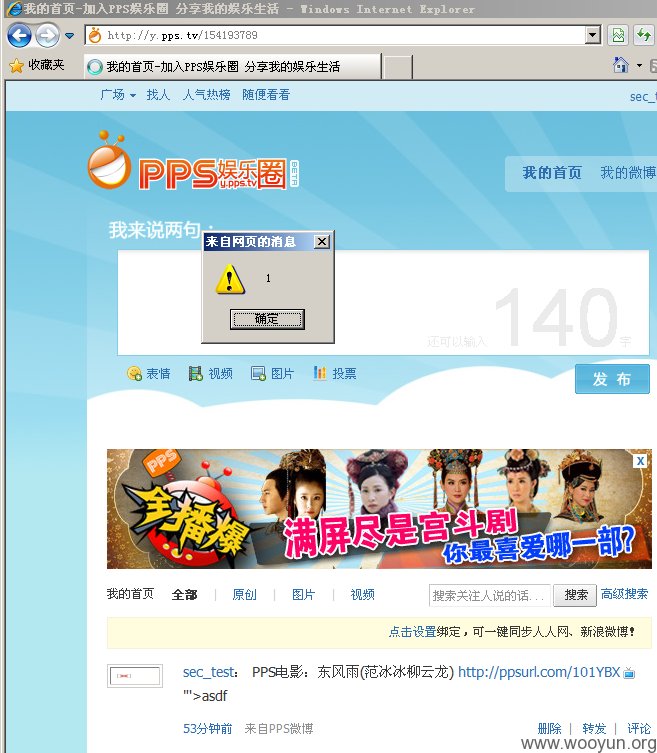 我的首页-加入PPS娱乐圈 分享我的娱乐生活 - Windows Internet Explorer
http://y.pps.tv/154193789
收藏夹
我的首页-加入PPS娱乐圈 分享我的娱乐生活
广场 找人 人气热榜 随便看看
sec_t
PPS娱乐圈 BETA
y.pps.tv
我的首页 我的微博
我来说两句：
来自网页的消息
1
确定
还可以输入 140 字
表情 视频 图片 投票
发 布
PPS
全播爆
满屏尽是宫斗剧
你最喜爱哪一部?
X
我的首页 全部 | 原创 | 图片 | 视频
搜索关注人说的话... 搜索 高级搜索
点击设置绑定，可一键同步人人网、新浪微博！
sec_test： PPS电影：东风雨(范冰冰柳云龙) http://ppsurl.com/101YBX
"'>asdf
53分钟前 来自PPS微博
删除 | 转发 | 评论
www.wooyun.org